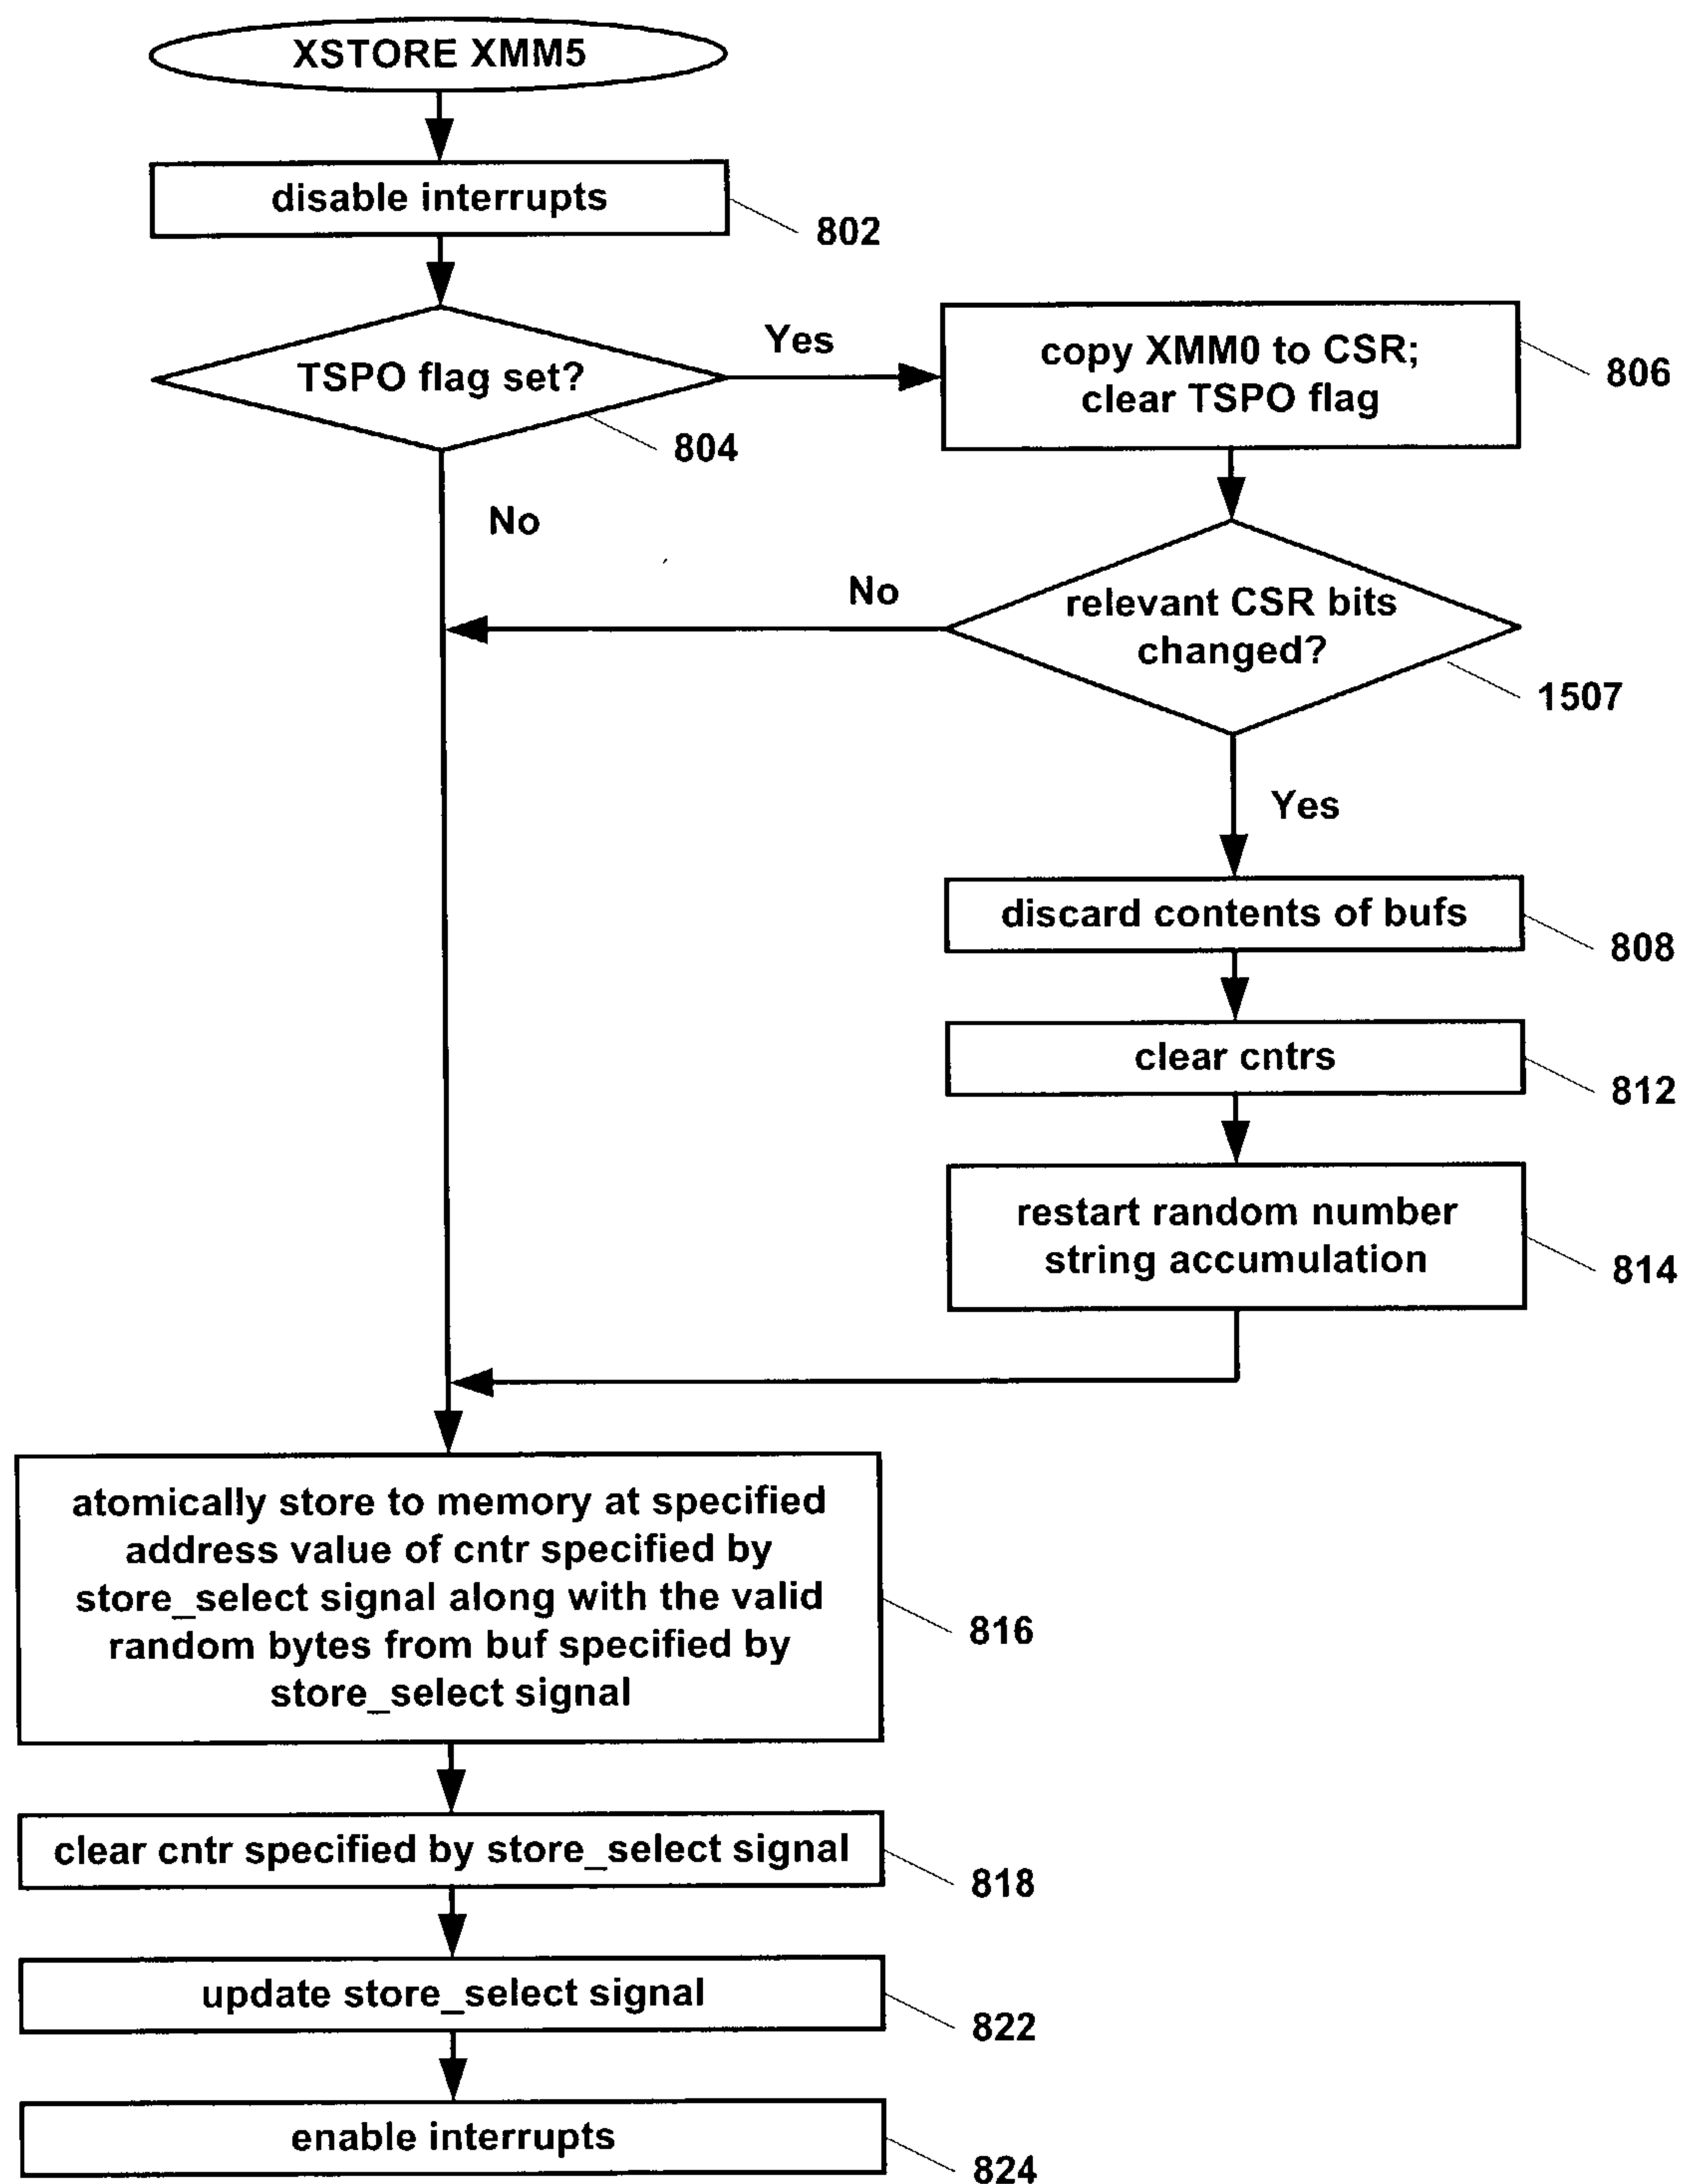 XSTORE XMM5
disable interrupts
802
TSPO flag set?
804
Yes
copy XMM0 to CSR;
clear TSPO flag
806
No
No
relevant CSR bits
changed?
1507
Yes
discard contents of bufs
808
clear cntrs
812
restart random number
string accumulation
814
atomically store to memory at specified
address value of cntr specified by
store_select signal along with the valid
random bytes from buf specified by
store_select signal
816
clear cntr specified by store_select signal
818
update store_select signal
822
enable interrupts
824